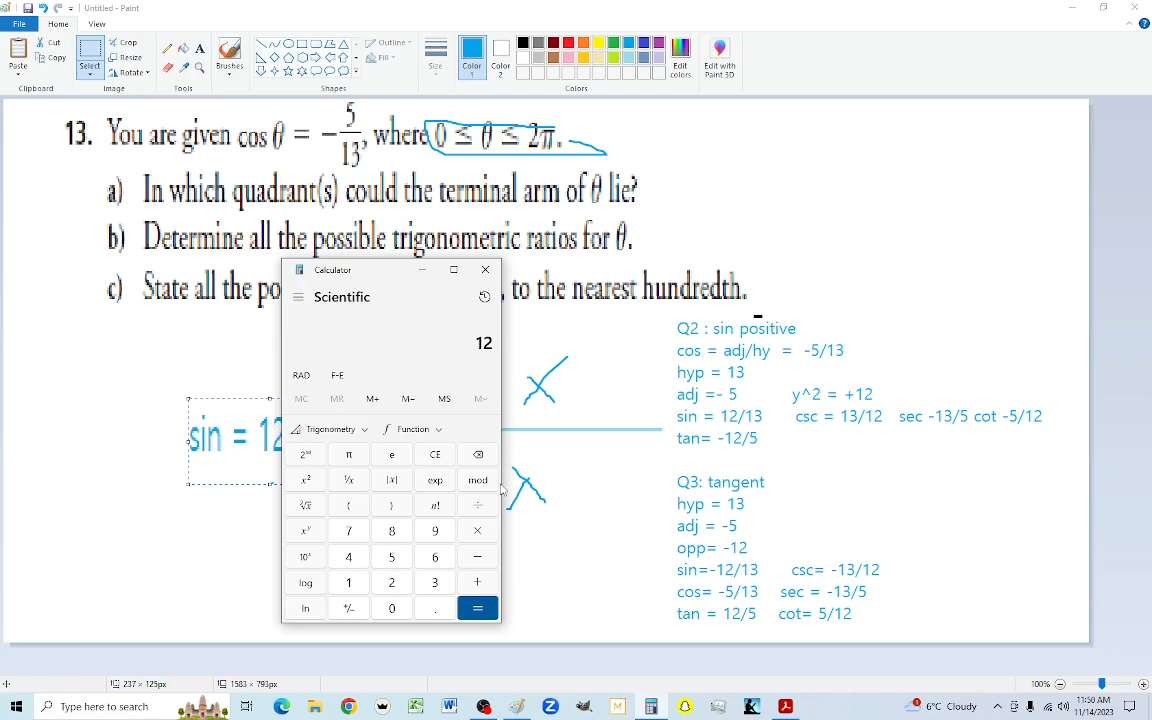 Untitled - Paint
File Home View
Paste
Cut
Copy
Clipboard
Select
Crop
Resize
Rotate
Image
Tools
Brushes
Shapes
Outline
Fill
Size
Color 1
Color 2
Edit colors
Colors
Edit with Paint 3D
13. You are given cos θ = −5/13, where 0 ≤ θ ≤ 2π.
a) In which quadrant(s) could the terminal arm of θ lie?
b) Determine all the possible trigonometric ratios for θ.
c) State all the po , to the nearest hundredth.
sin = 12
Calculator
Scientific
12
RAD F-E
MC MR M+ M− MS M˅
Trigonometry ƒ Function
2ⁿᵈ π e CE
x² ¹/x |x| exp mod
²√x ( ) n! ÷
xʸ 7 8 9 ×
10ˣ 4 5 6 −
log 1 2 3 +
ln +/− 0 . =
Q2 : sin positive
cos = adj/hy = -5/13
hyp = 13
adj =- 5 y^2 = +12
sin = 12/13 csc = 13/12 sec -13/5 cot -5/12
tan= -12/5
Q3: tangent
hyp = 13
adj = -5
opp= -12
sin=-12/13 csc= -13/12
cos= -5/13 sec = -13/5
tan = 12/5 cot= 5/12
237 × 125px
1583 × 793px
100%
Type here to search
6°C Cloudy
11:50 AM
11/14/2023